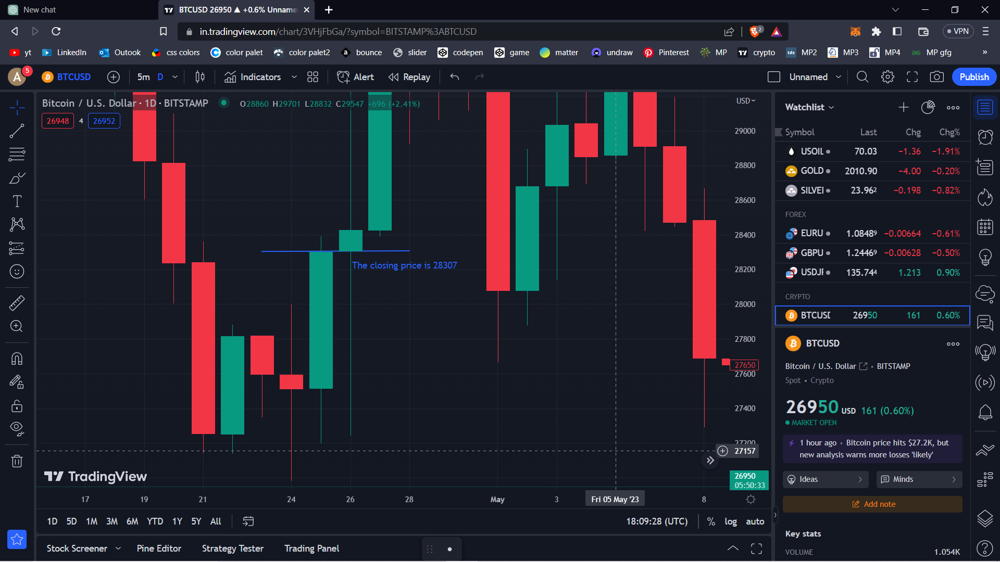 New chat
BTCUSD 26950 ▲ +0.6% Unname
in.tradingview.com/chart/3VHjFbGa/?symbol=BITSTAMP%3ABTCUSD
2
VPN
yt LinkedIn Outook css colors color palet color palet2 bounce slider codepen game matter undraw Pinterest MP crypto tds MP2 MP3 MP4 MP gfg »
A 5 BTCUSD 5m D Indicators Alert Replay Unnamed Publish
Bitcoin / U.S. Dollar · 1D · BITSTAMP O28860 H29701 L28832 C29547 +696 (+2.41%)
26948 4 26952
USD
29000
28800
28600
28400
The closing price is 28307
28200
28000
27800
27650
27600
27400
27200
27157
TradingView
26950
05:50:33
17 19 21 24 26 28 May 3 Fri 05 May '23 8
1D 5D 1M 3M 6M YTD 1Y 5Y All
18:09:28 (UTC) % log auto
Stock Screener Pine Editor Strategy Tester Trading Panel
Watchlist
Symbol Last Chg Chg%
USOIL 70.03 −1.36 −1.91%
GOLD 2010.90 −4.00 −0.20%
SILVEI 23.962 −0.198 −0.82%
FOREX
EURU 1.08489 −0.00664 −0.61%
GBPU 1.24469 −0.00628 −0.50%
USDJF 135.744 1.213 0.90%
CRYPTO
BTCUSD 26950 161 0.60%
BTCUSD
Bitcoin / U.S. Dollar • BITSTAMP
Spot • Crypto
26950 USD 161 (0.60%)
MARKET OPEN
1 hour ago • Bitcoin price hits $27.2K, but
new analysis warns more losses 'likely'
Ideas Minds
Add note
Key stats
VOLUME 1.054K